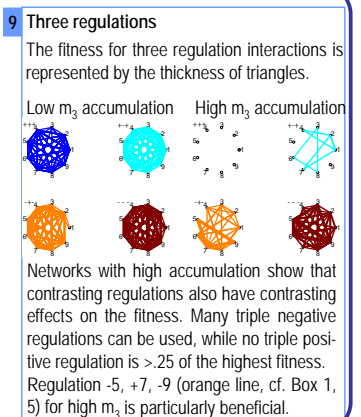 9 Three regulations
The fitness for three regulation interactions is
represented by the thickness of triangles.
Low m3 accumulation High m3 accumulation
Networks with high accumulation show that
contrasting regulations also have contrasting
effects on the fitness. Many triple negative
regulations can be used, while no triple posi-
tive regulation is >.25 of the highest fitness.
Regulation -5, +7, -9 (orange line, cf. Box 1,
5) for high m3 is particularly beneficial.